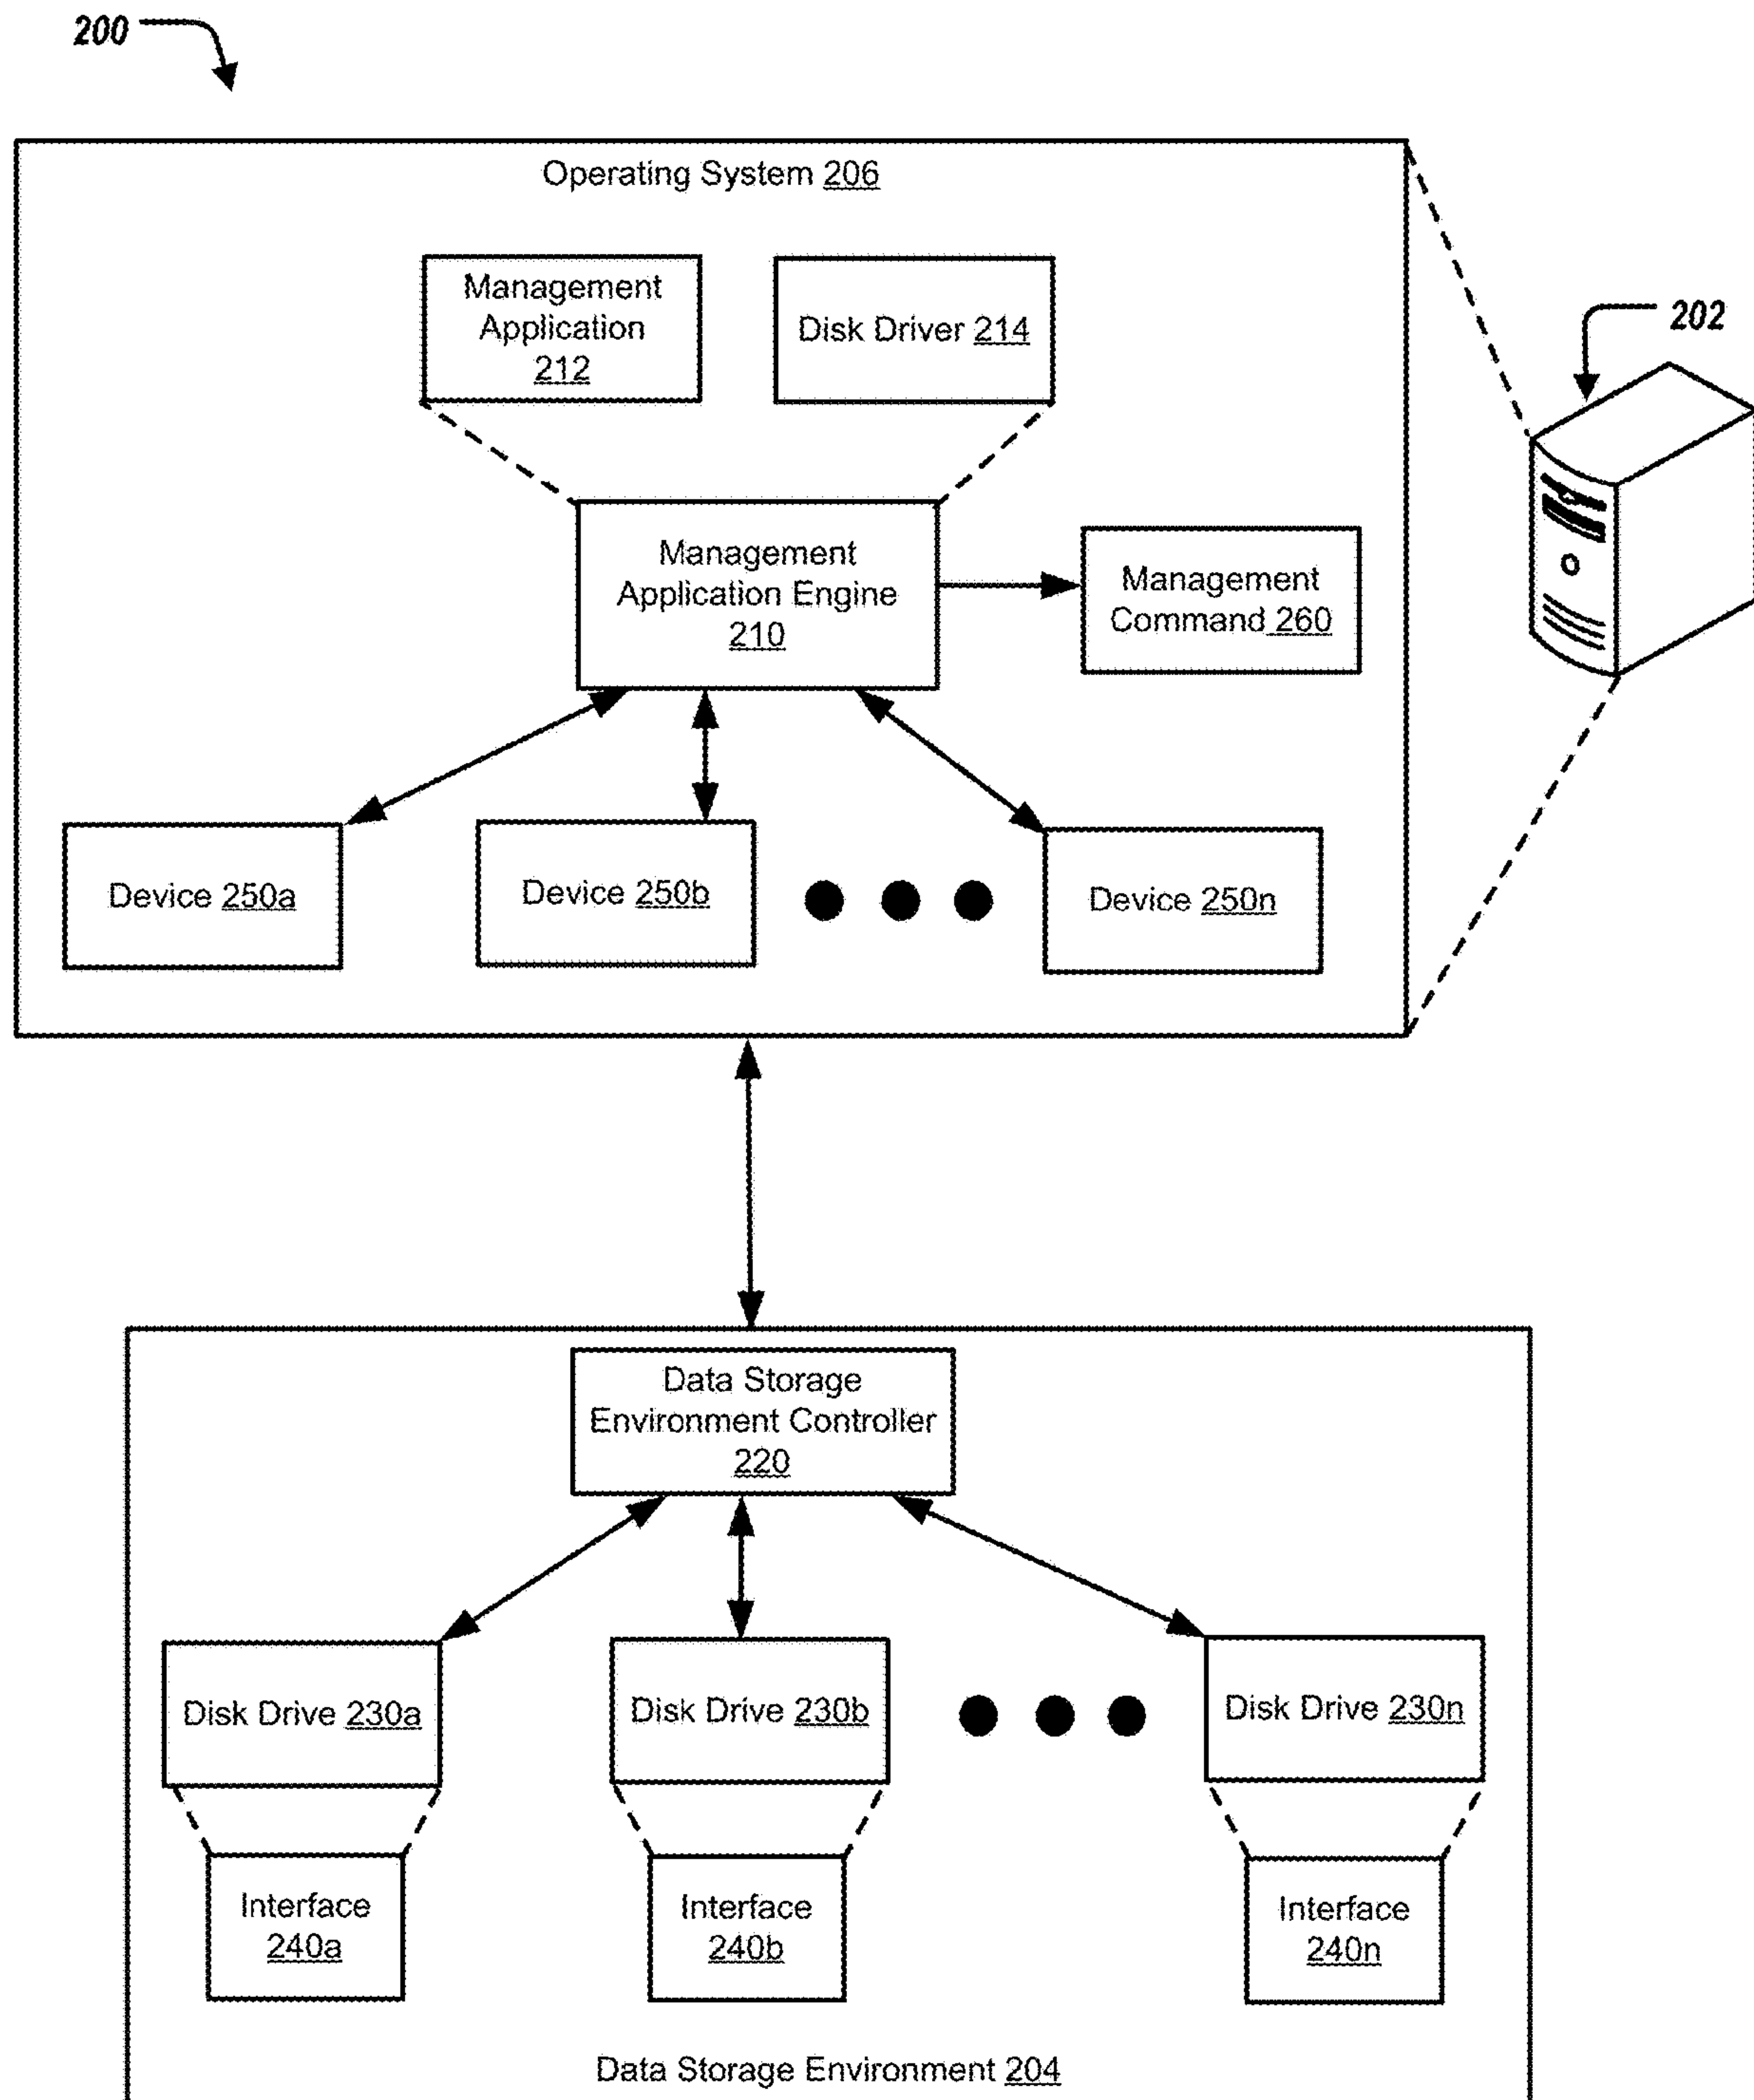 200
Operating System 206
Management
Application
212
Disk Driver 214
202
Management
Application Engine
210
Management
Command 260
Device 250a
Device 250b
Device 250n
Data Storage
Environment Controller
220
Disk Drive 230a
Disk Drive 230b
Disk Drive 230n
Interface
240a
Interface
240b
Interface
240n
Data Storage Environment 204